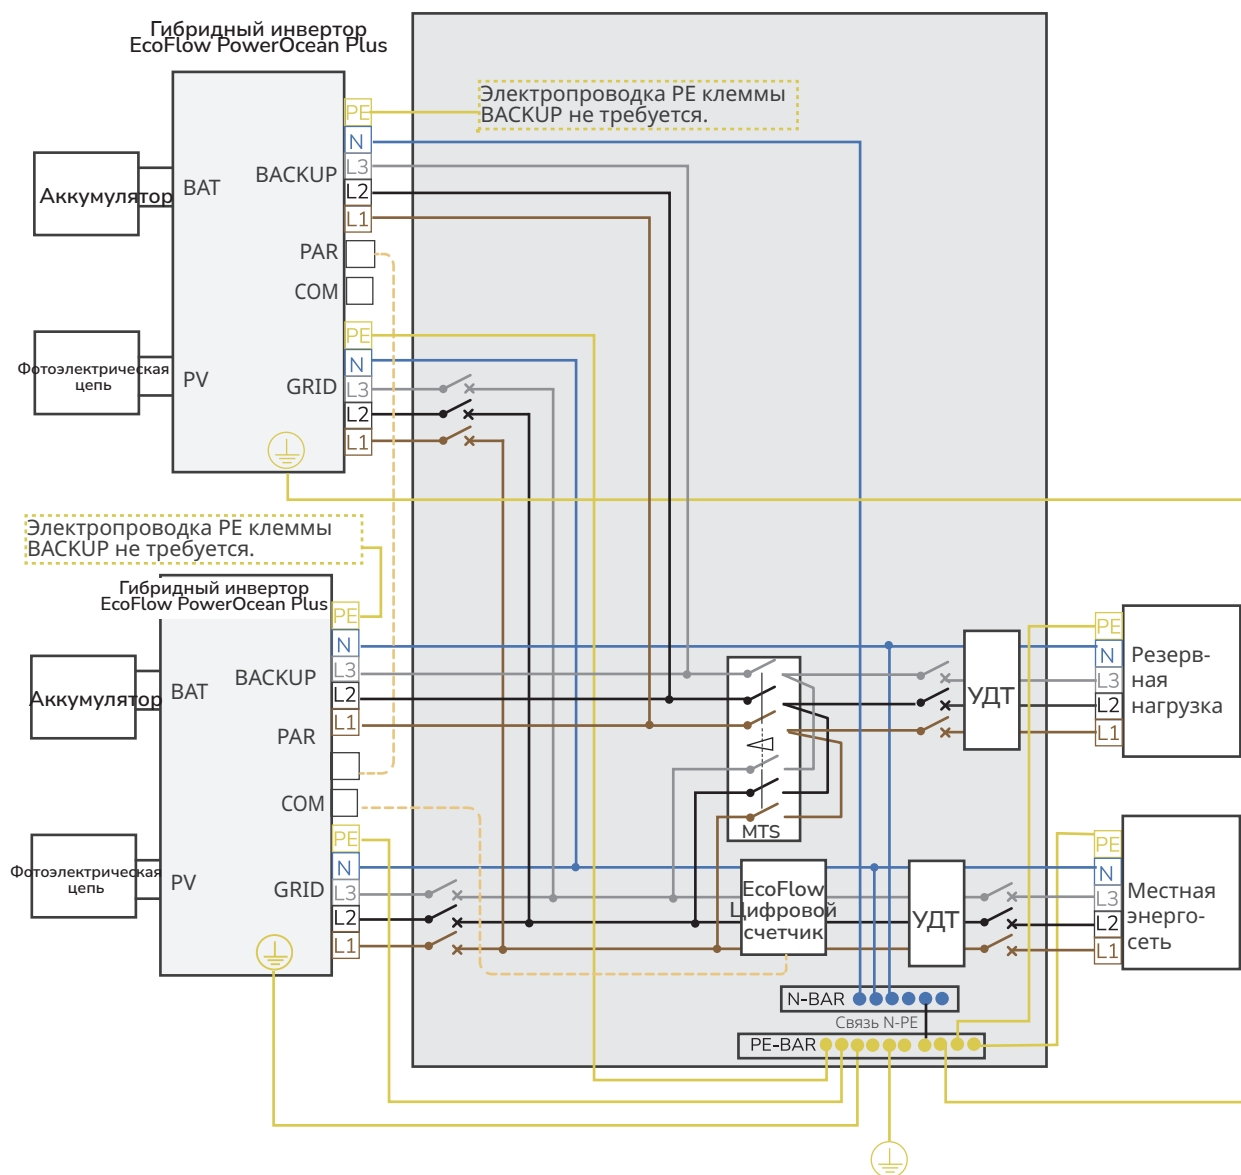 Гибридный инвертор
EcoFlow PowerOcean Plus
Электропроводка PE клеммы
BACKUP не требуется.
PE
N
L3
L2
L1
BACKUP
BAT
Аккумулятор
PAR
COM
PE
N
L3
L2
L1
GRID
PV
Фотоэлектрическая
цепь
Электропроводка PE клеммы
BACKUP не требуется.
Гибридный инвертор
EcoFlow PowerOcean Plus
PE
N
L3
L2
L1
BACKUP
BAT
Аккумулятор
PAR
COM
PE
N
L3
L2
L1
GRID
PV
Фотоэлектрическая
цепь
MTS
УДТ
PE
N
L3
L2
L1
Резерв-
ная
нагрузка
EcoFlow
Цифровой
счетчик
УДТ
PE
N
L3
L2
L1
Местная
энерго-
сеть
N-BAR
Связь N-PE
PE-BAR